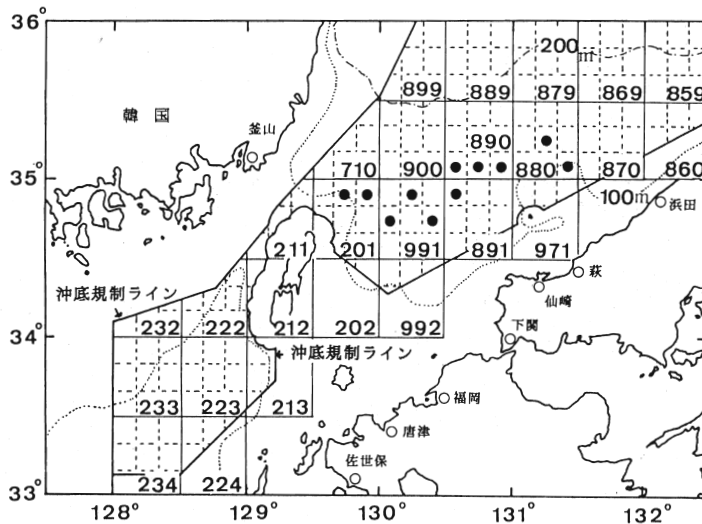 36°
200m
899 889 879 869 859
韓国
釜山
890
710 900 880 870 860
35°
100m
浜田
211 201 991 891 971
萩
沖底規制ライン
仙崎
232 222 212 202 992
下関
34°
沖底規制ライン
福岡
233 223 213
唐津
佐世保
234 224
33°
128° 129° 130° 131° 132°